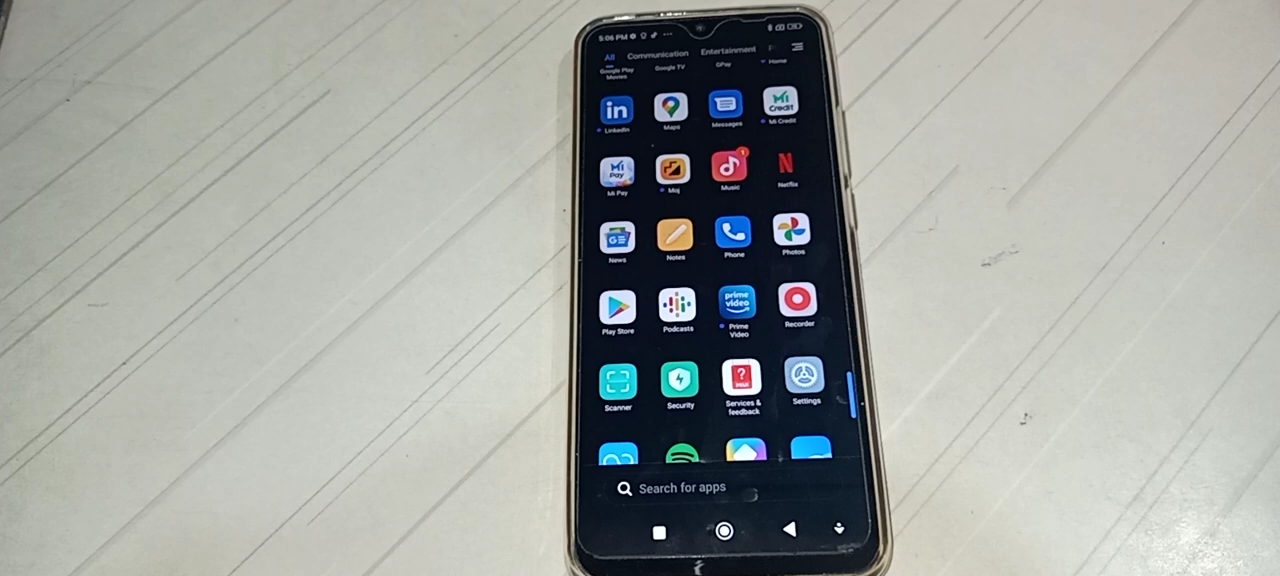 5:06 PM
All Communication Entertainment
Google Play Movies Google TV GPay Home
in Mi Credit
LinkedIn Maps Messages Mi Credit
Mi Pay 1 N
Mi Pay Moj Music Netflix
GE
News Notes Phone Photos
prime video
Play Store Podcasts Prime Video Recorder
?
Scanner Security Services & feedback Settings
Search for apps